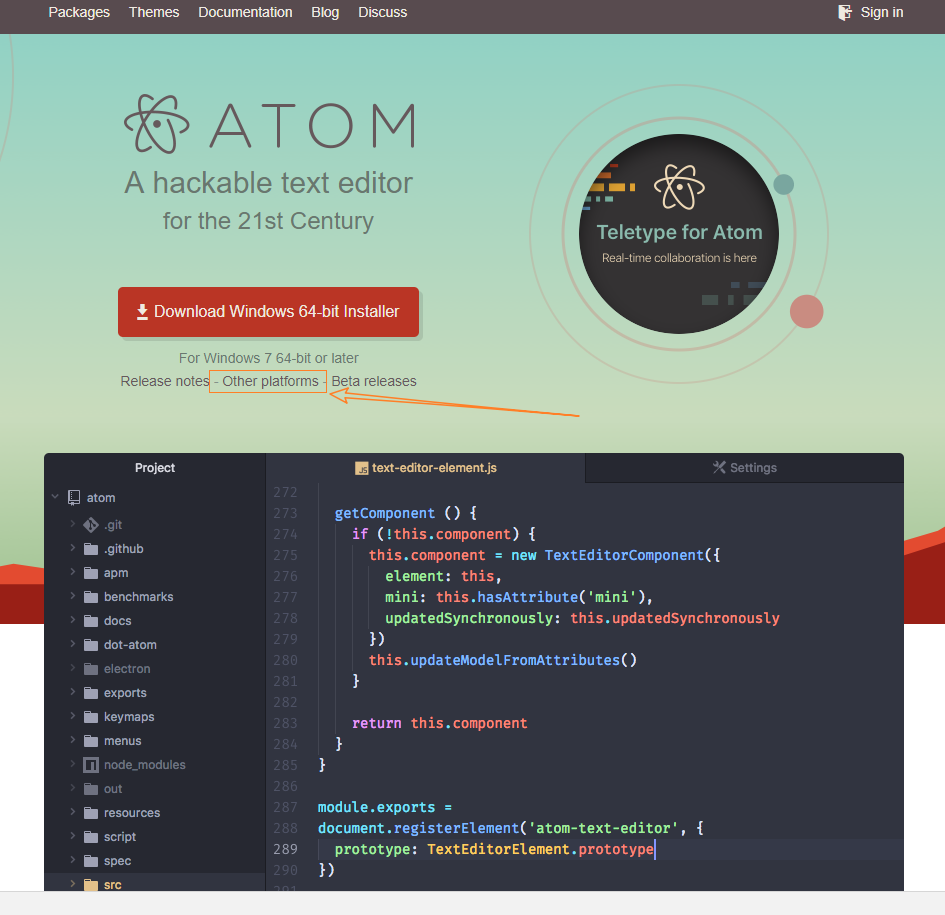 Packages Themes Documentation Blog Discuss Sign in
ATOM
A hackable text editor
for the 21st Century
Teletype for Atom
Real-time collaboration is here
Download Windows 64-bit Installer
For Windows 7 64-bit or later
Release notes - Other platforms - Beta releases
Project
atom
.git
.github
apm
benchmarks
docs
dot-atom
electron
exports
keymaps
menus
node_modules
out
resources
script
spec
src
JS text-editor-element.js
Settings
272
273 getComponent () {
274 if (!this.component) {
275 this.component = new TextEditorComponent({
276 element: this,
277 mini: this.hasAttribute('mini'),
278 updatedSynchronously: this.updatedSynchronously
279 })
280 this.updateModelFromAttributes()
281 }
282
283 return this.component
284 }
285 }
286
287 module.exports =
288 document.registerElement('atom-text-editor', {
289 prototype: TextEditorElement.prototype
290 })
291